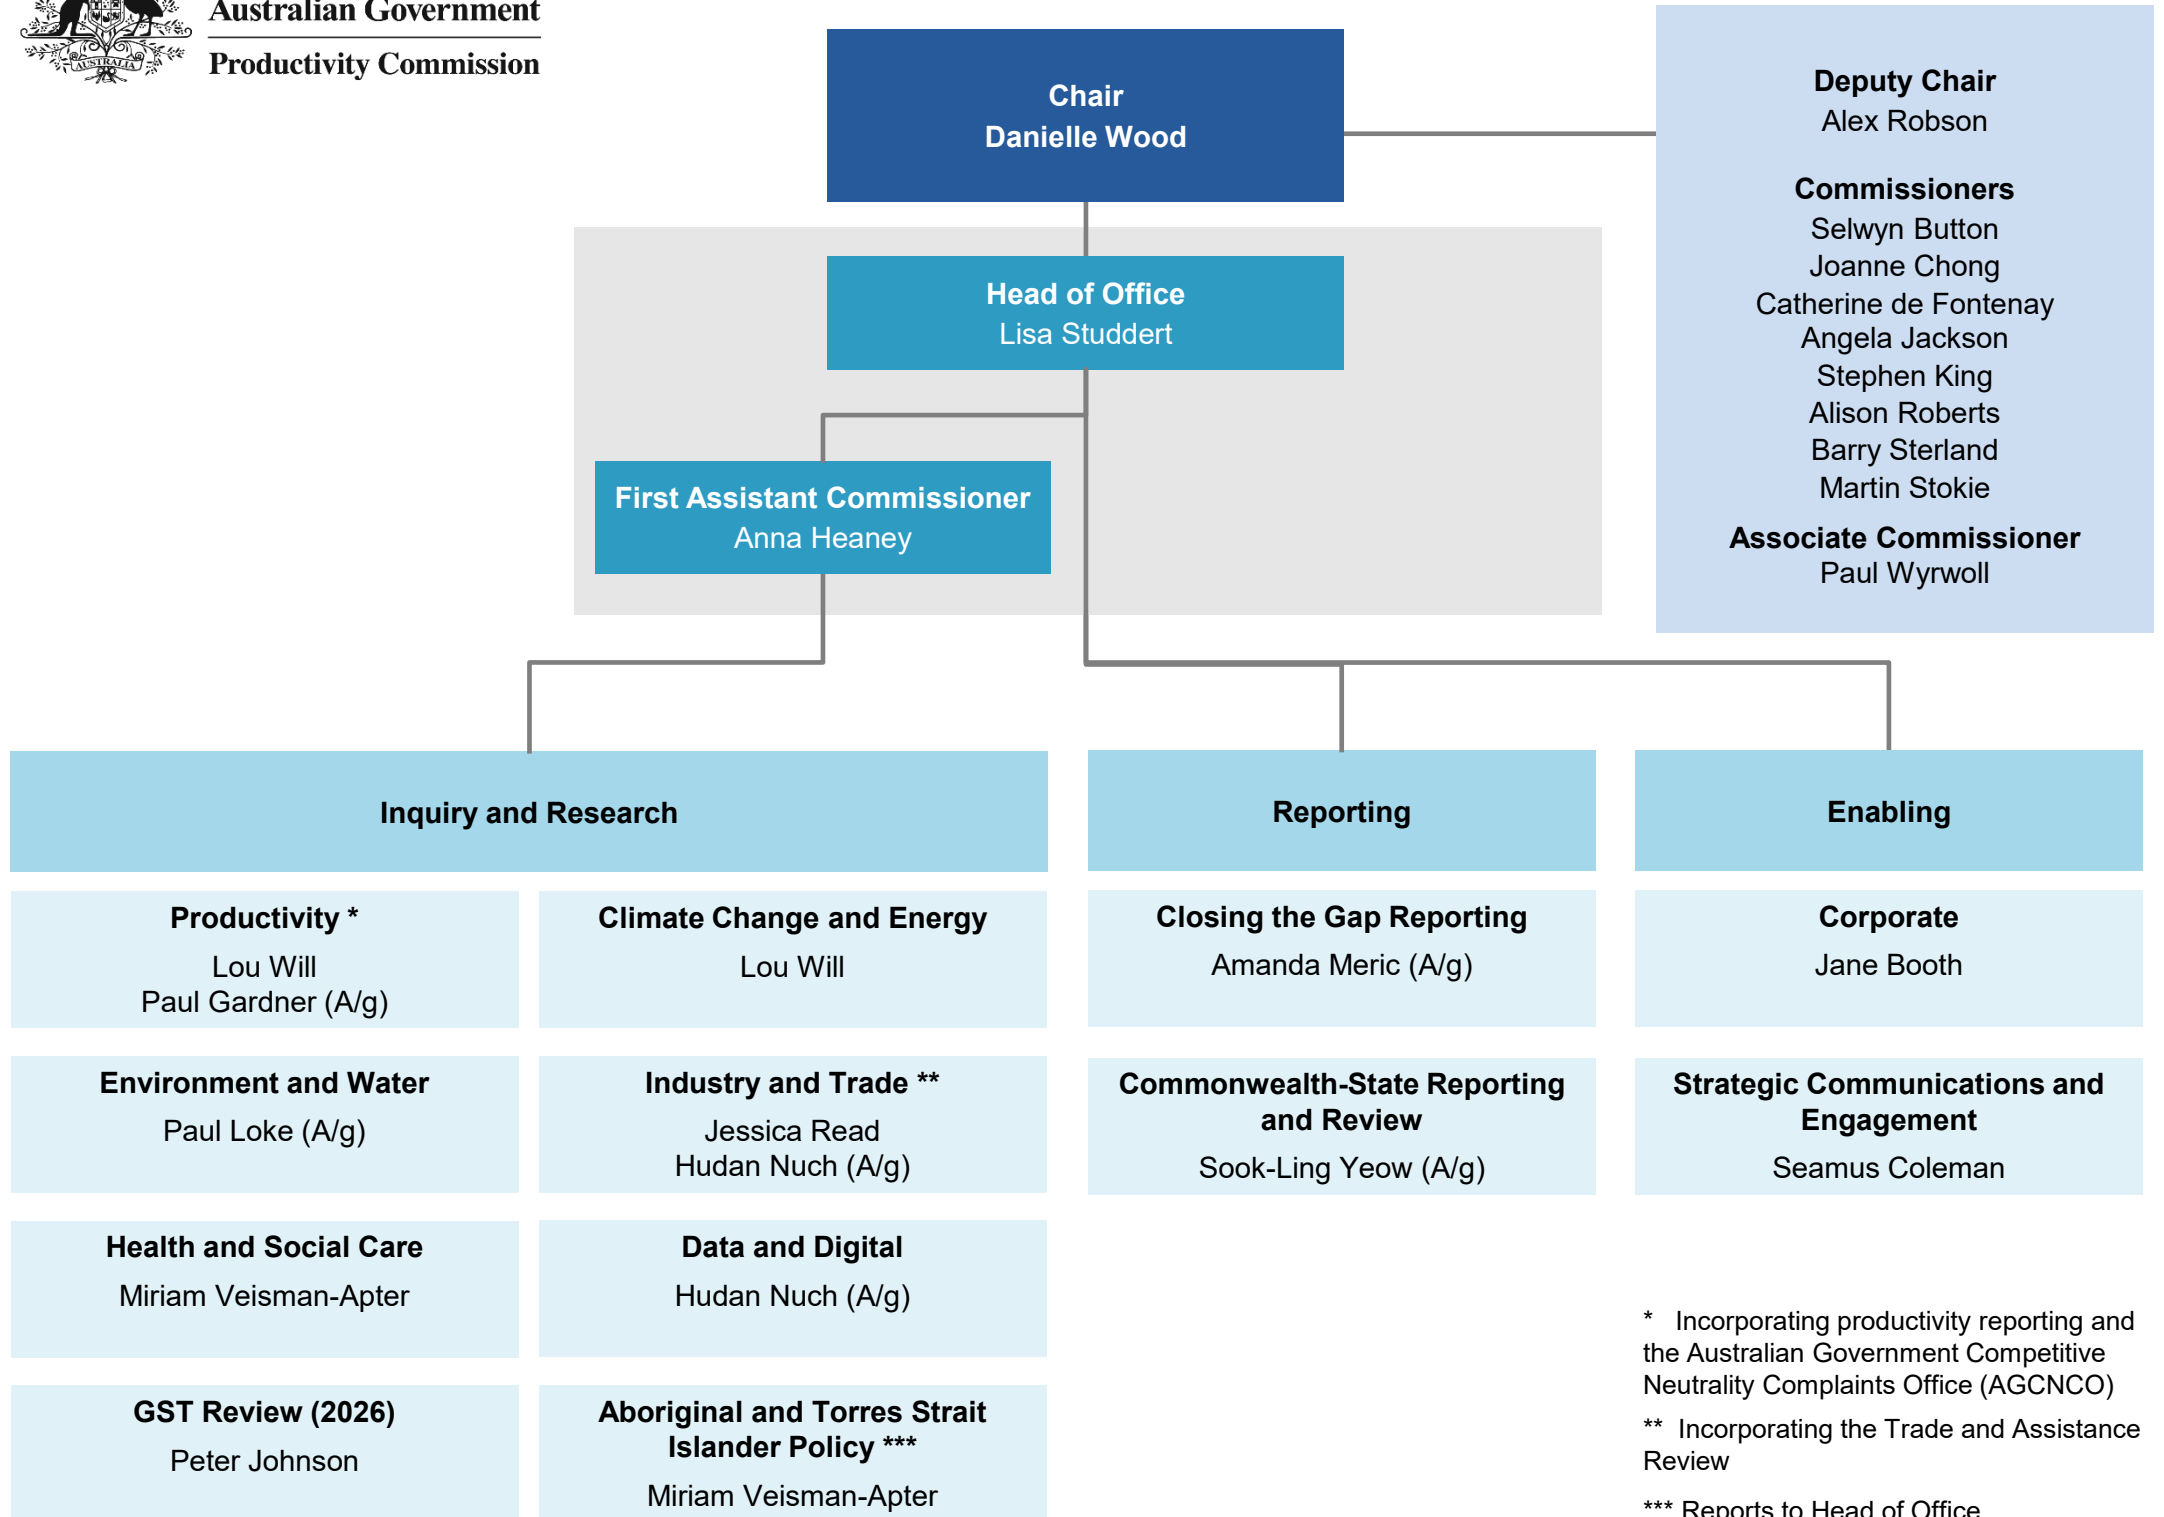 Australian Government
Productivity Commission
AUSTRALIA
Chair
Danielle Wood
Deputy Chair
Alex Robson
Commissioners
Selwyn Button
Joanne Chong
Catherine de Fontenay
Angela Jackson
Stephen King
Alison Roberts
Barry Sterland
Martin Stokie
Associate Commissioner
Paul Wyrwoll
Head of Office
Lisa Studdert
First Assistant Commissioner
Anna Heaney
Inquiry and Research
Productivity *
Lou Will
Paul Gardner (A/g)
Climate Change and Energy
Lou Will
Environment and Water
Paul Loke (A/g)
Industry and Trade **
Jessica Read
Hudan Nuch (A/g)
Health and Social Care
Miriam Veisman-Apter
Data and Digital
Hudan Nuch (A/g)
GST Review (2026)
Peter Johnson
Aboriginal and Torres Strait
Islander Policy ***
Miriam Veisman-Apter
Reporting
Closing the Gap Reporting
Amanda Meric (A/g)
Commonwealth-State Reporting
and Review
Sook-Ling Yeow (A/g)
Enabling
Corporate
Jane Booth
Strategic Communications and
Engagement
Seamus Coleman
* Incorporating productivity reporting and
the Australian Government Competitive
Neutrality Complaints Office (AGCNCO)
** Incorporating the Trade and Assistance
Review
*** Reports to Head of Office